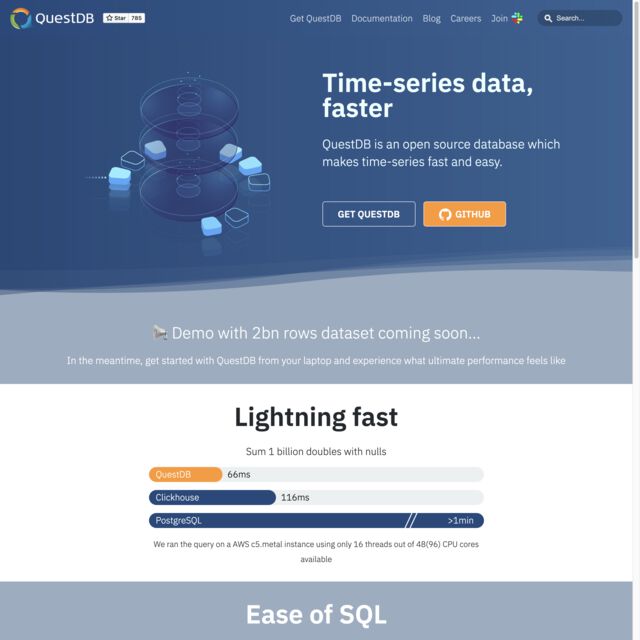 QuestDB Star 785 Get QuestDB Documentation Blog Careers Join Search...
Time-series data,
faster
QuestDB is an open source database which
makes time-series fast and easy.
GET QUESTDB GITHUB
Demo with 2bn rows dataset coming soon...
In the meantime, get started with QuestDB from your laptop and experience what ultimate performance feels like
Lightning fast
Sum 1 billion doubles with nulls
QuestDB 66ms
Clickhouse 116ms
PostgreSQL >1min
We ran the query on a AWS c5.metal instance using only 16 threads out of 48(96) CPU cores
available
Ease of SQL